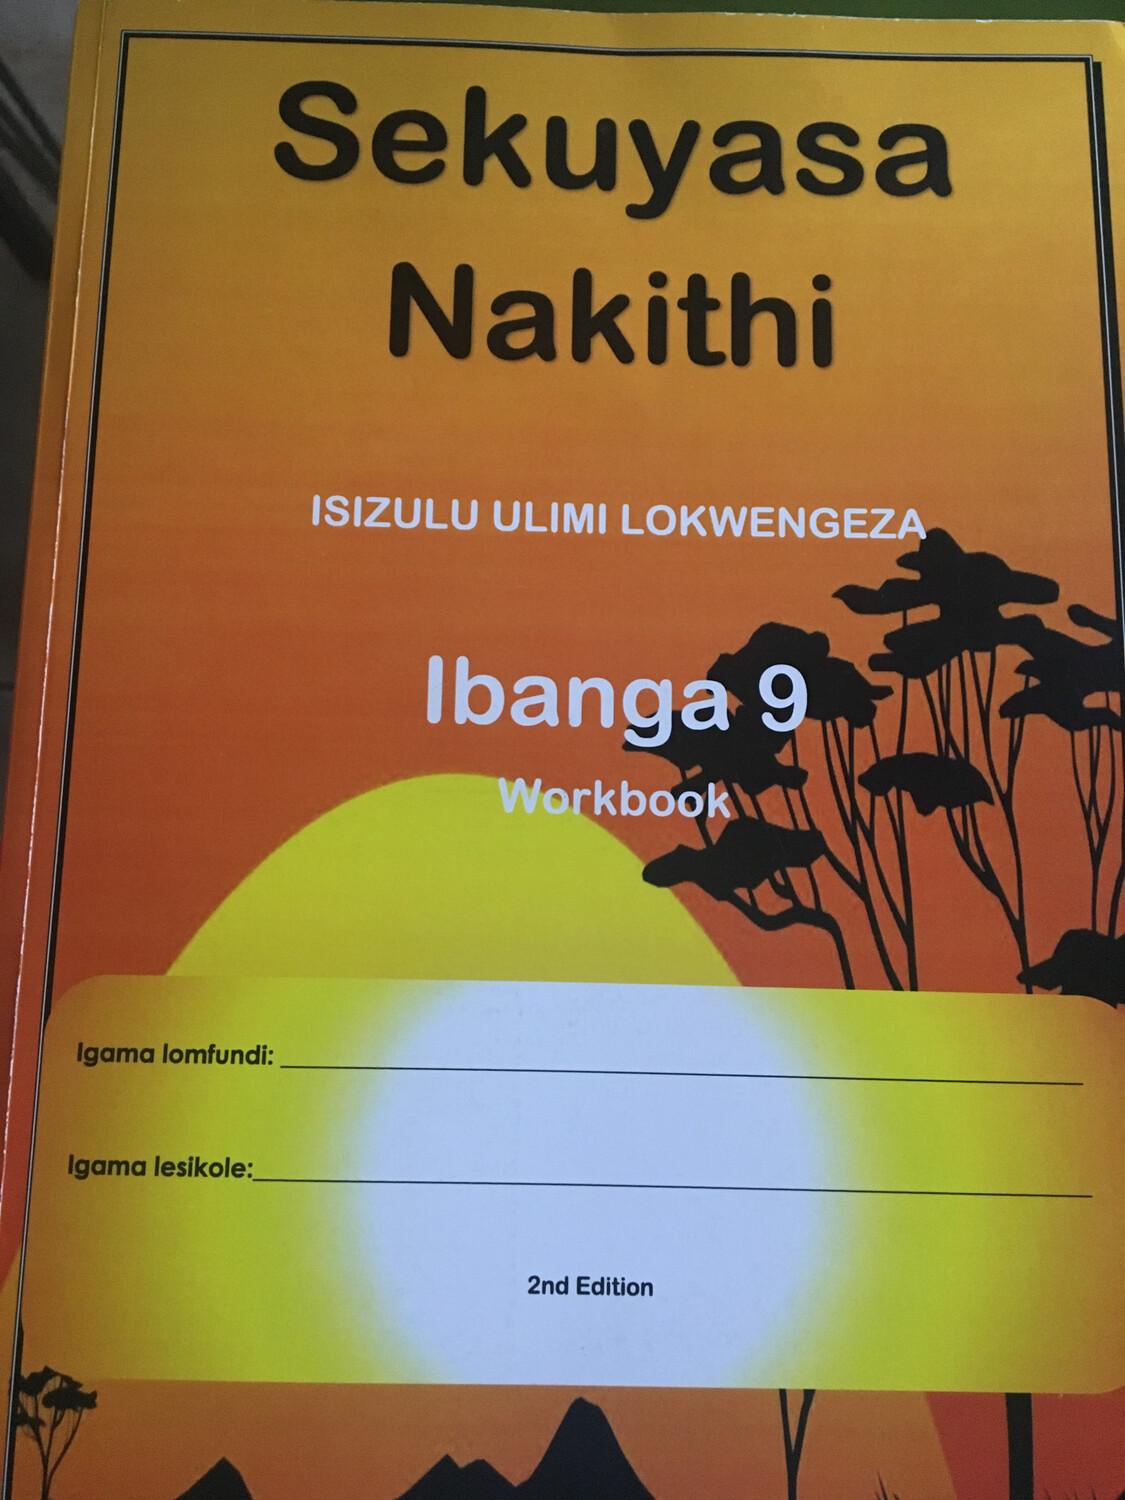 Sekuyasa
Nakithi
ISIZULU ULIMI LOKWENGEZA
Ibanga 9
Workbook
Igama lomfundi:
Igama lesikole:
2nd Edition